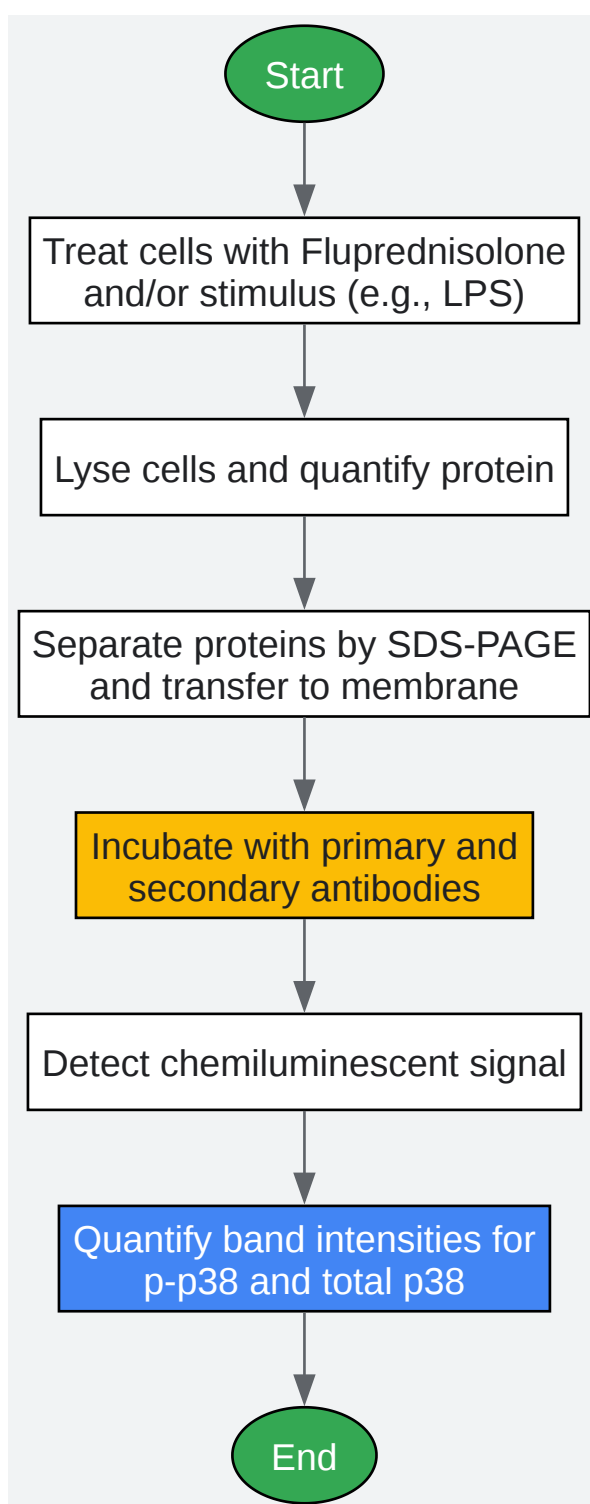 Start
Treat cells with Fluprednisolone
and/or stimulus (e.g., LPS)
Lyse cells and quantify protein
Separate proteins by SDS-PAGE
and transfer to membrane
Incubate with primary and
secondary antibodies
Detect chemiluminescent signal
Quantify band intensities for
p-p38 and total p38
End